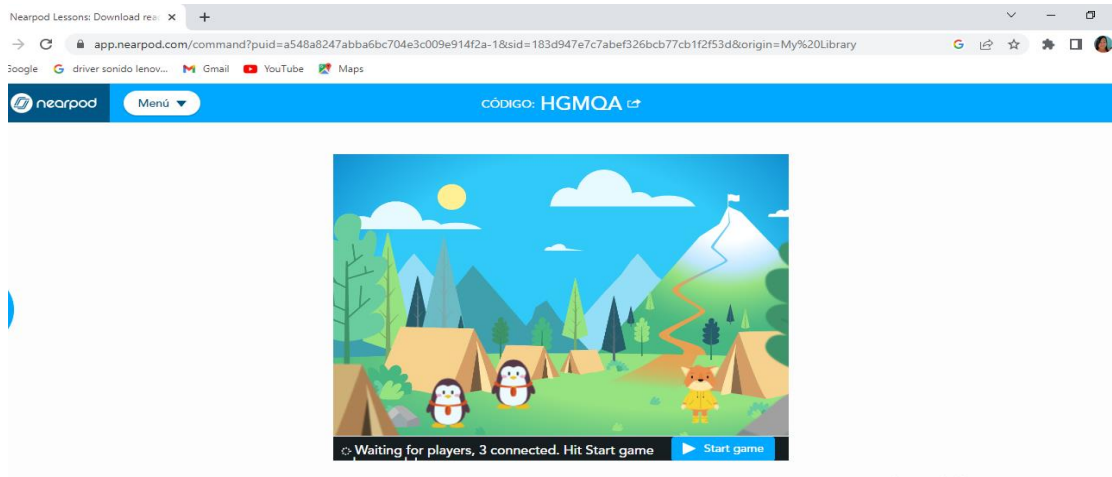 Nearpod Lessons: Download rea
app.nearpod.com/command?puid=a548a8247abba6bc704e3c009e914f2a-1&sid=183d947e7c7abef326bcb77cb1f2f53d&origin=My%20Library
Google driver sonido lenov... Gmail YouTube Maps
nearpod Menú CÓDIGO: HGMQA
Waiting for players, 3 connected. Hit Start game Start game